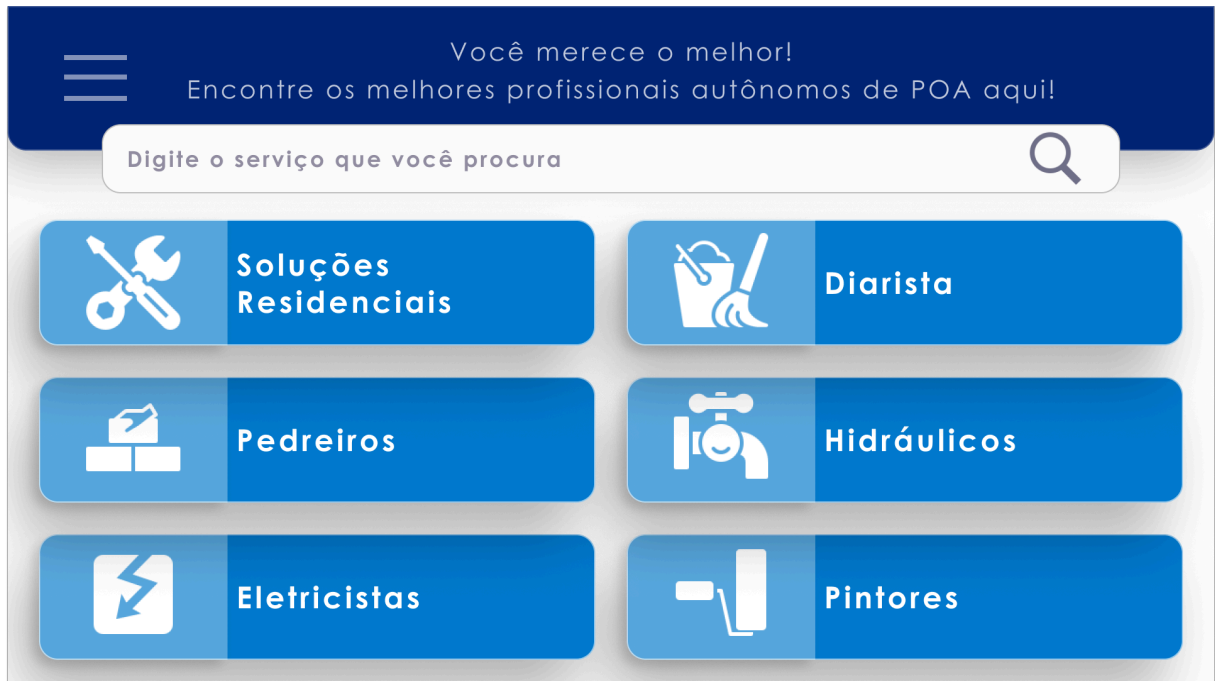 Você merece o melhor!
Encontre os melhores profissionais autônomos de POA aqui!
Digite o serviço que você procura
Soluções
Residenciais
Diarista
Pedreiros
Hidráulicos
Eletricistas
Pintores